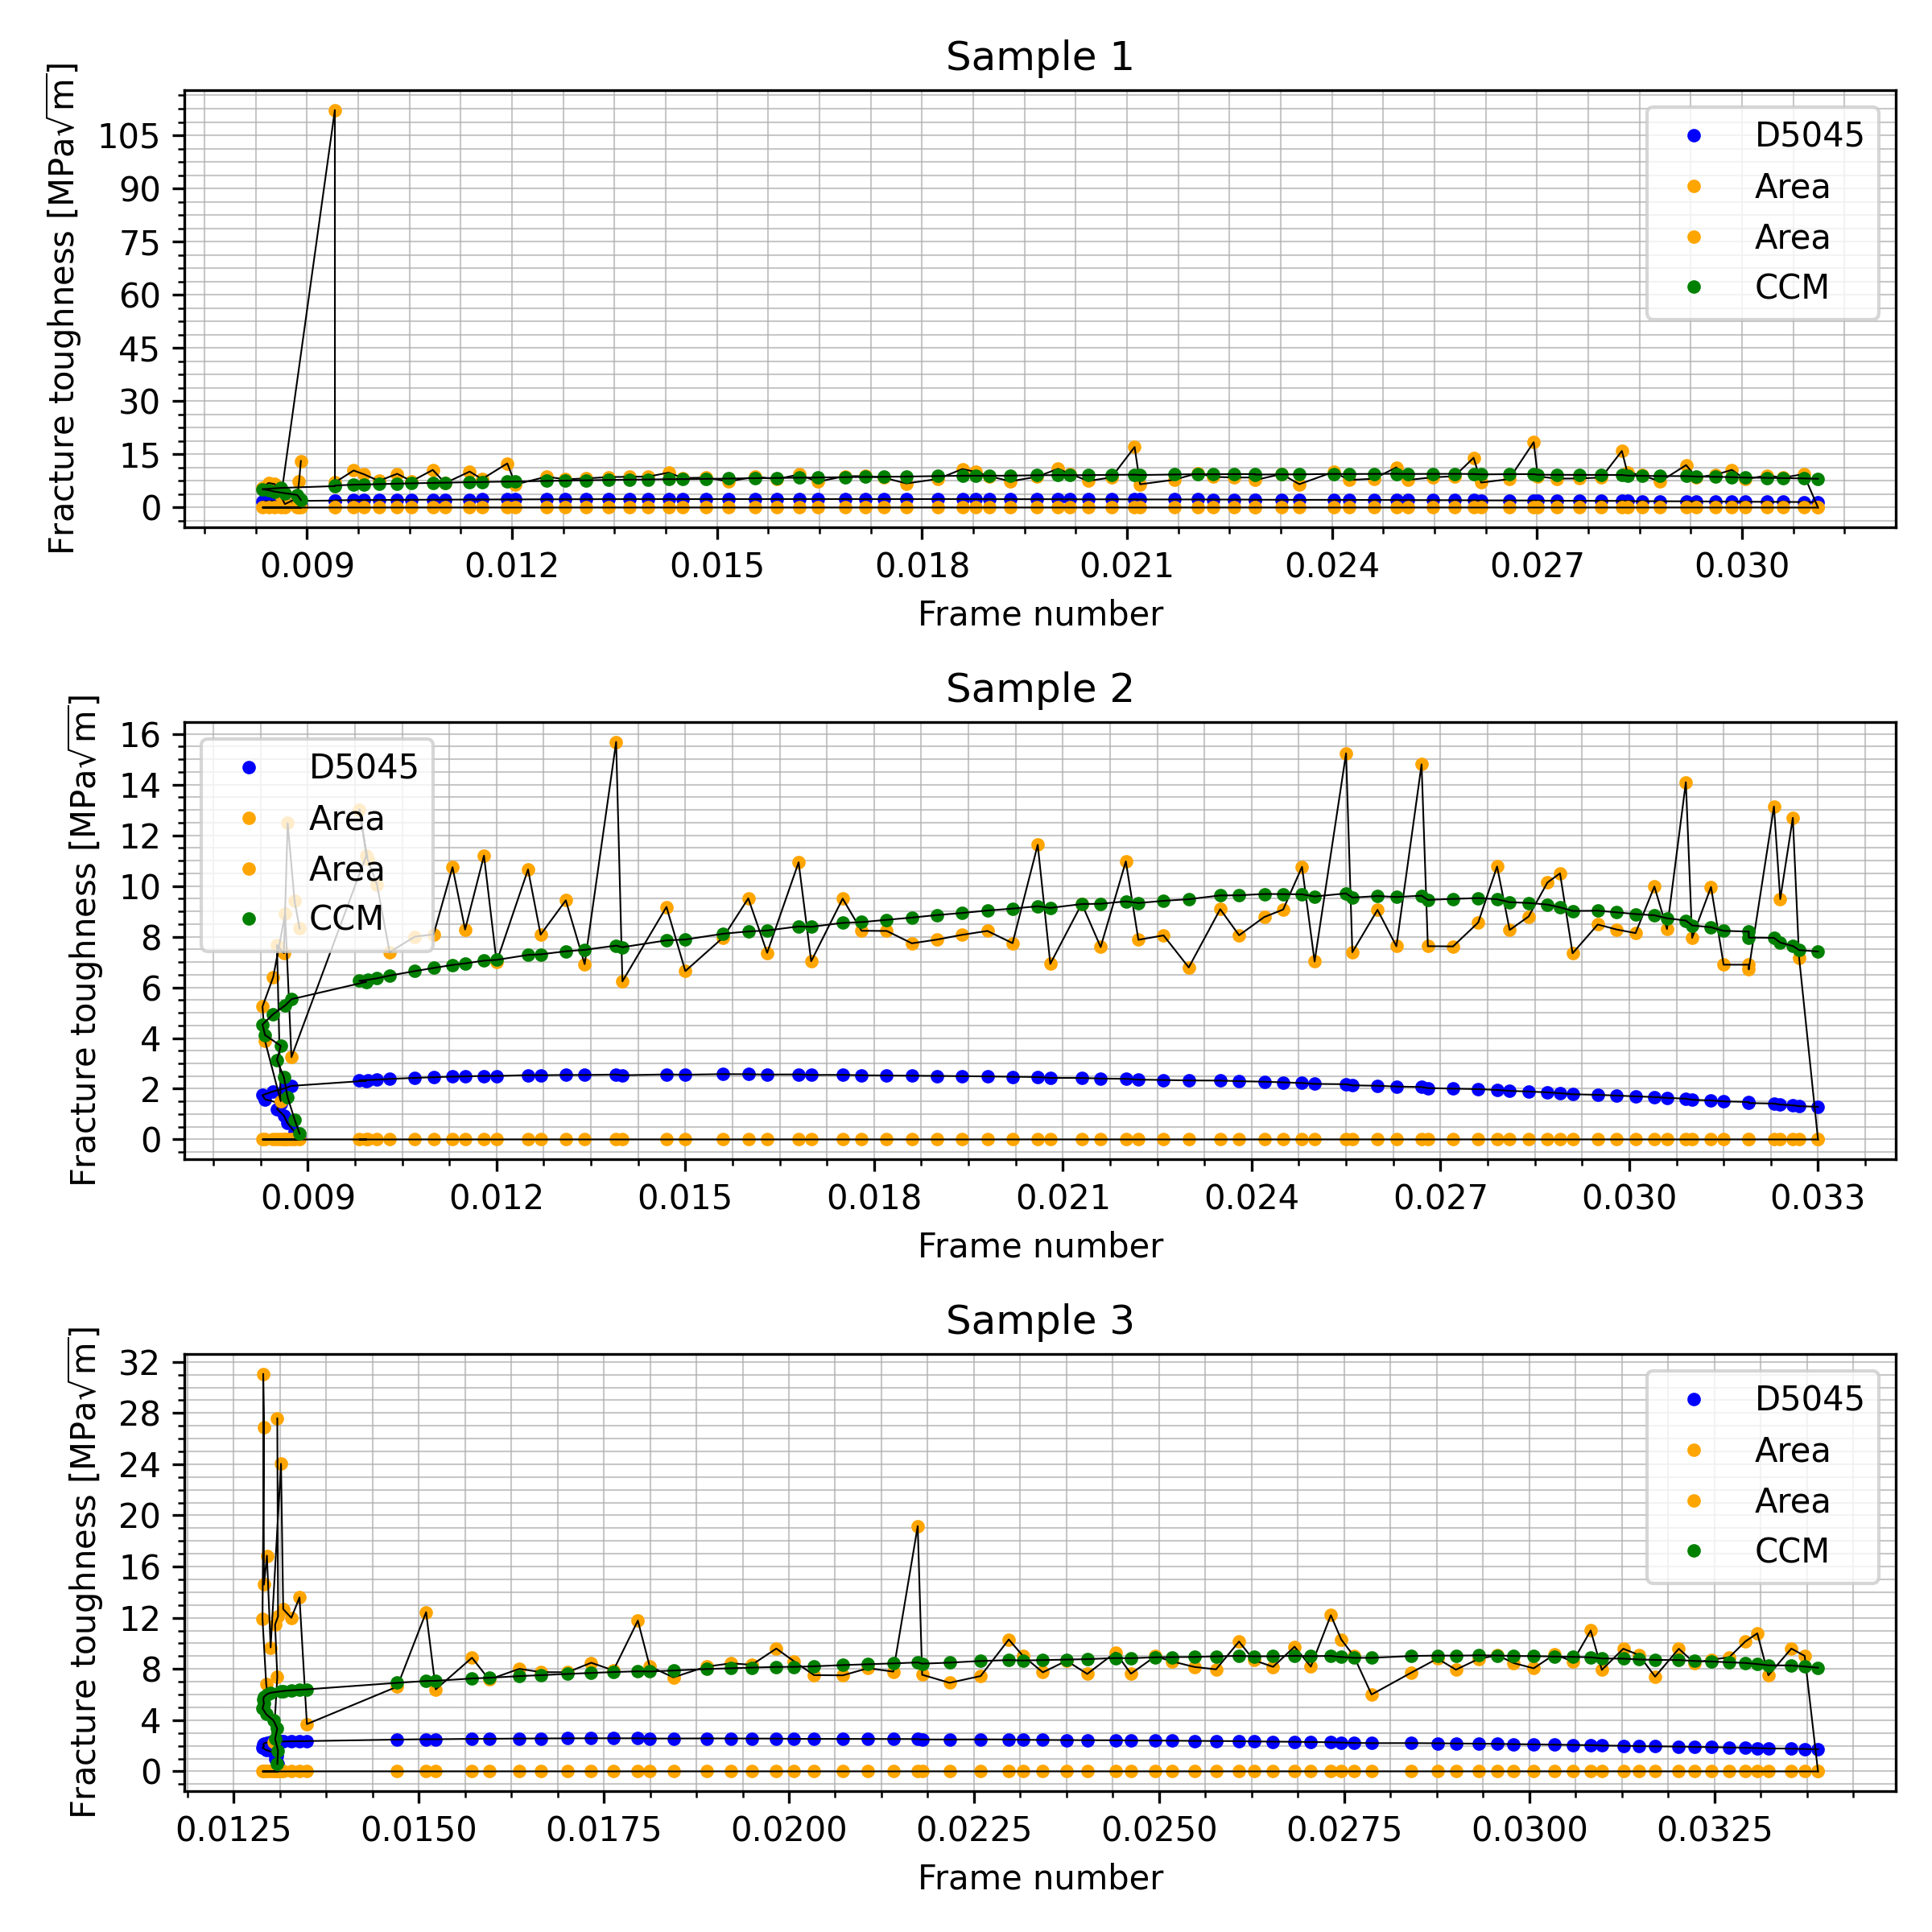 Sample 1
Fracture toughness [MPa√m]
105
90
75
60
45
30
15
0
D5045
Area
Area
CCM
0.009 0.012 0.015 0.018 0.021 0.024 0.027 0.030
Frame number
Sample 2
Fracture toughness [MPa√m]
16
14
12
10
8
6
4
2
0
D5045
Area
Area
CCM
0.009 0.012 0.015 0.018 0.021 0.024 0.027 0.030 0.033
Frame number
Sample 3
Fracture toughness [MPa√m]
32
28
24
20
16
12
8
4
0
D5045
Area
Area
CCM
0.0125 0.0150 0.0175 0.0200 0.0225 0.0250 0.0275 0.0300 0.0325
Frame number